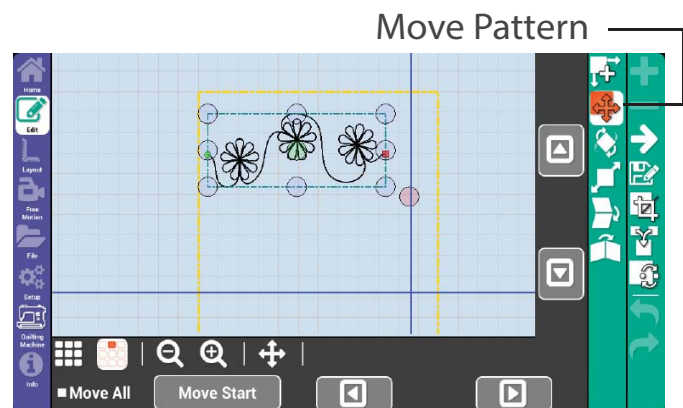 Move Pattern
Home
Edit
Layout
Free
Motion
File
Setup
Quilting
Machine
Info
Move All
Move Start